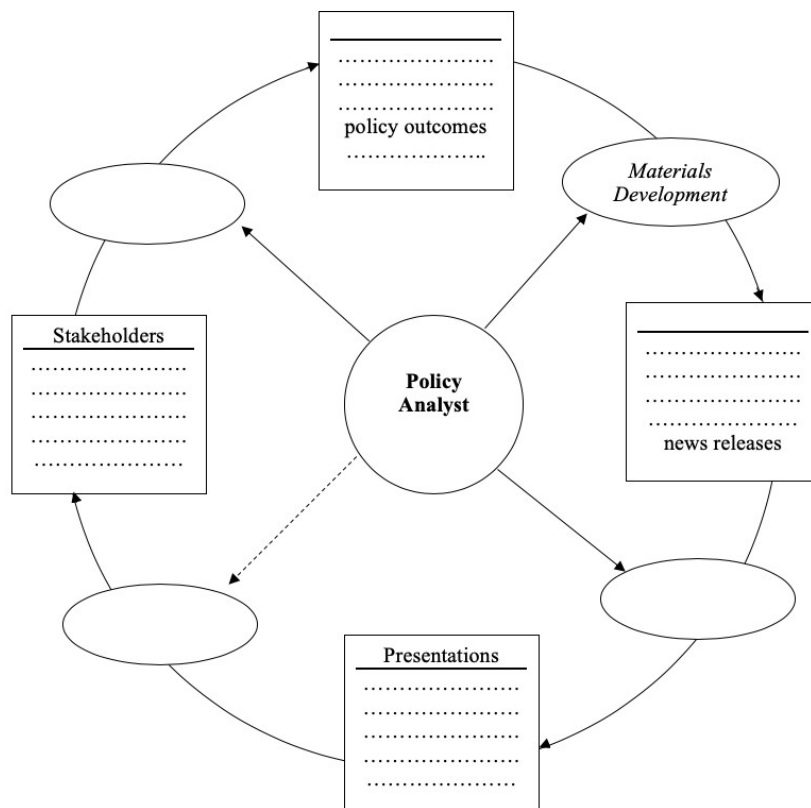 policy outcomes
Materials
Development
Stakeholders
Policy
Analyst
news releases
Presentations